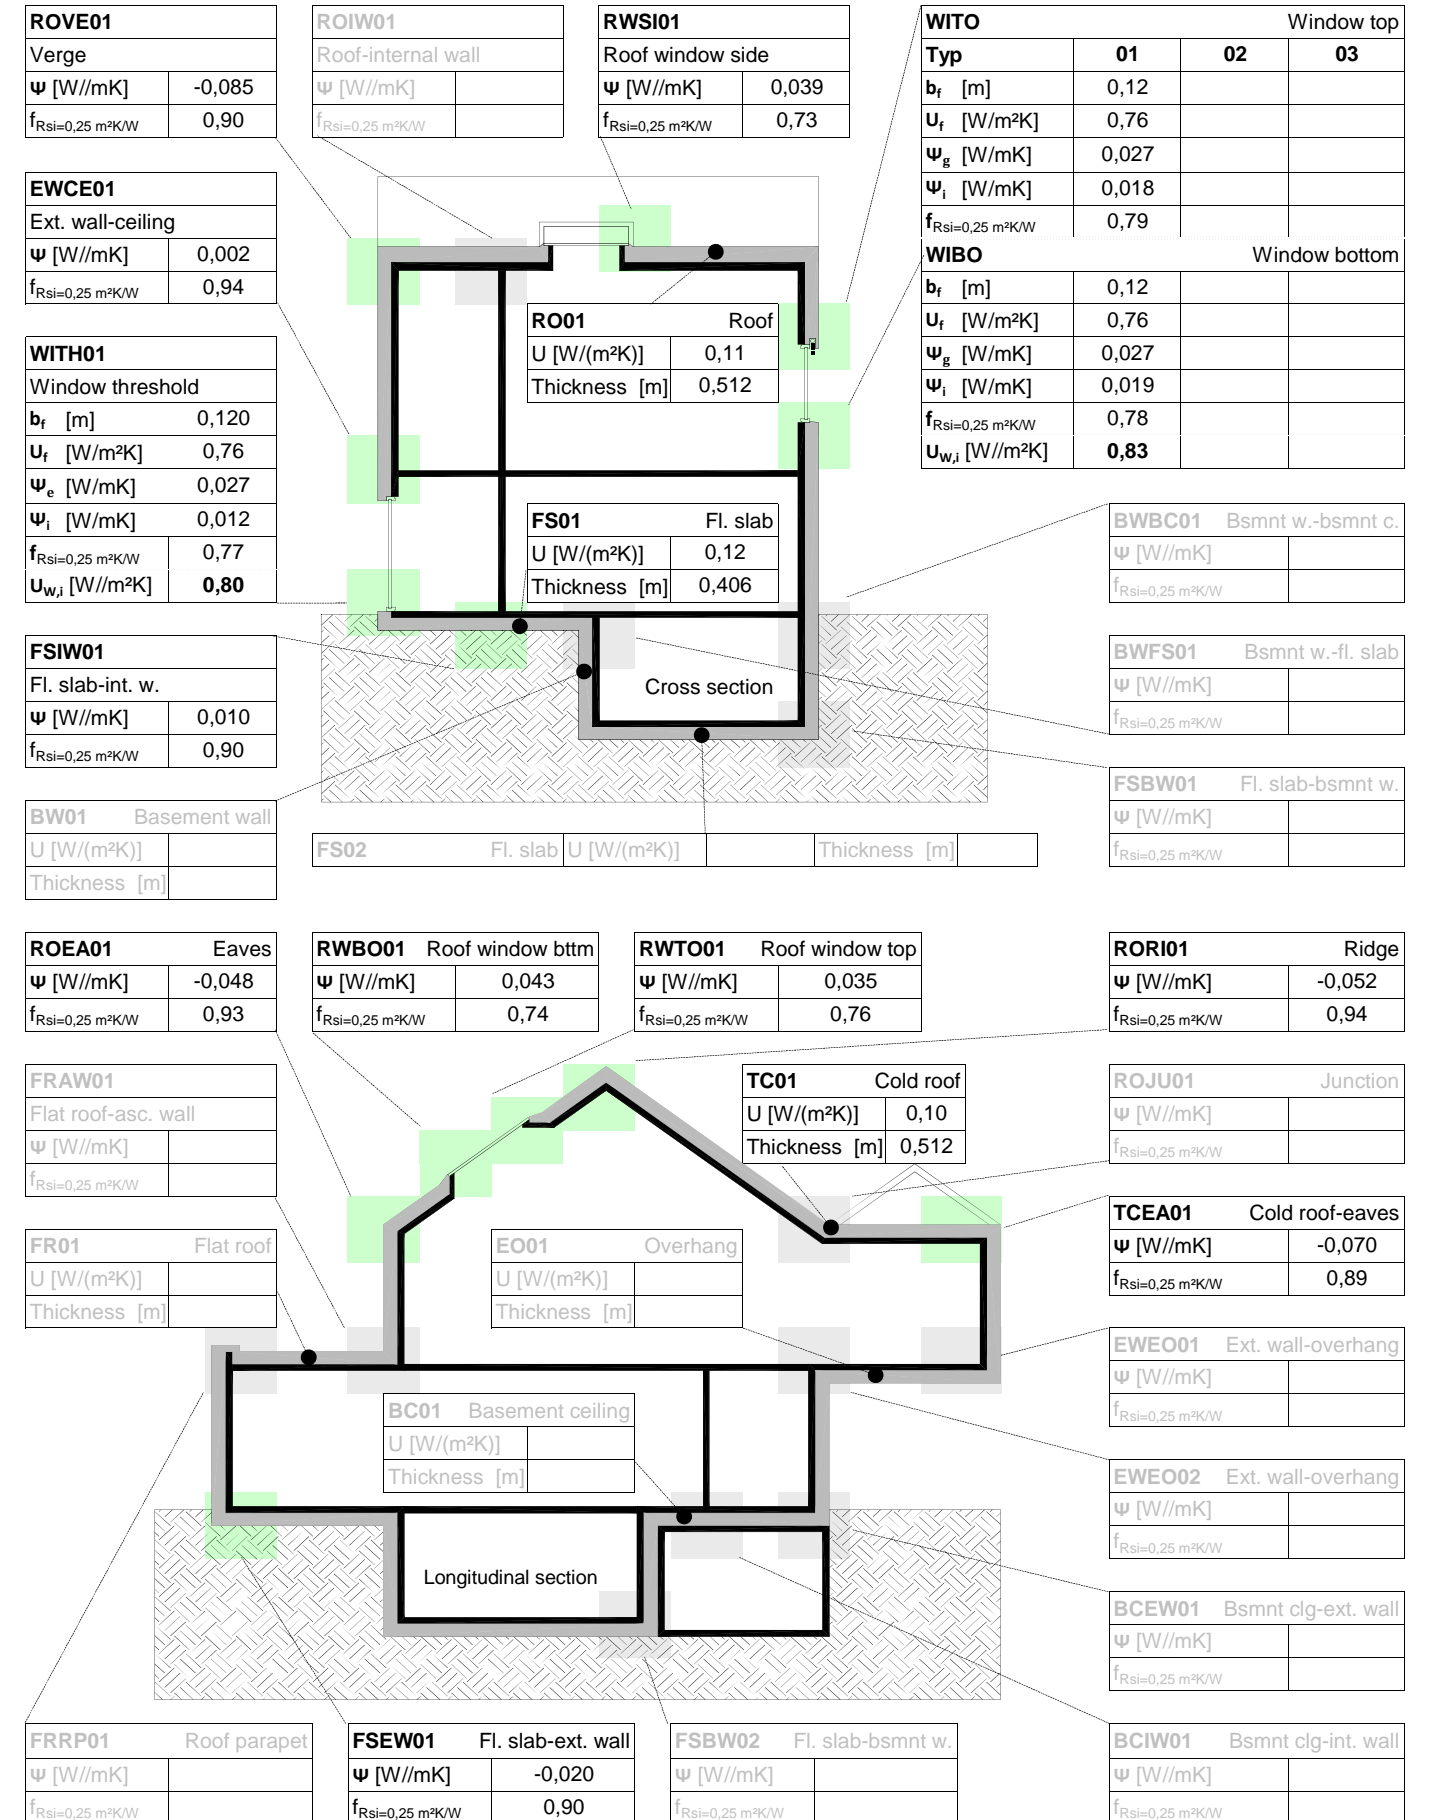 ROVE01
Verge
Ψ [W//mK] -0,085
fRsi=0,25 m²K/W 0,90
ROIW01
Roof-internal wall
Ψ [W//mK]
fRsi=0,25 m²K/W
RWSI01
Roof window side
Ψ [W//mK] 0,039
fRsi=0,25 m²K/W 0,73
WITO Window top
Typ 01 02 03
bf [m] 0,12
Uf [W/m²K] 0,76
Ψg [W/mK] 0,027
Ψi [W/mK] 0,018
fRsi=0,25 m²K/W 0,79
WIBO Window bottom
bf [m] 0,12
Uf [W/m²K] 0,76
Ψg [W/mK] 0,027
Ψi [W/mK] 0,019
fRsi=0,25 m²K/W 0,78
UW,i [W//m²K] 0,83
EWCE01
Ext. wall-ceiling
Ψ [W//mK] 0,002
fRsi=0,25 m²K/W 0,94
RO01 Roof
U [W/(m²K)] 0,11
Thickness [m] 0,512
WITH01
Window threshold
bf [m] 0,120
Uf [W/m²K] 0,76
Ψe [W/mK] 0,027
Ψi [W/mK] 0,012
fRsi=0,25 m²K/W 0,77
UW,i [W//m²K] 0,80
FS01 Fl. slab
U [W/(m²K)] 0,12
Thickness [m] 0,406
BWBC01 Bsmnt w.-bsmnt c.
Ψ [W//mK]
fRsi=0,25 m²K/W
FSIW01
Fl. slab-int. w.
Ψ [W//mK] 0,010
fRsi=0,25 m²K/W 0,90
Cross section
BWFS01 Bsmnt w.-fl. slab
Ψ [W//mK]
fRsi=0,25 m²K/W
FSBW01 Fl. slab-bsmnt w.
Ψ [W//mK]
fRsi=0,25 m²K/W
BW01 Basement wall
U [W/(m²K)]
Thickness [m]
FS02 Fl. slab U [W/(m²K)] Thickness [m]
ROEA01 Eaves
Ψ [W//mK] -0,048
fRsi=0,25 m²K/W 0,93
RWBO01 Roof window bttm
Ψ [W//mK] 0,043
fRsi=0,25 m²K/W 0,74
RWTO01 Roof window top
Ψ [W//mK] 0,035
fRsi=0,25 m²K/W 0,76
RORI01 Ridge
Ψ [W//mK] -0,052
fRsi=0,25 m²K/W 0,94
FRAW01
Flat roof-asc. wall
Ψ [W//mK]
fRsi=0,25 m²K/W
TC01 Cold roof
U [W/(m²K)] 0,10
Thickness [m] 0,512
ROJU01 Junction
Ψ [W//mK]
fRsi=0,25 m²K/W
TCEA01 Cold roof-eaves
Ψ [W//mK] -0,070
fRsi=0,25 m²K/W 0,89
FR01 Flat roof
U [W/(m²K)]
Thickness [m]
EO01 Overhang
U [W/(m²K)]
Thickness [m]
EWEO01 Ext. wall-overhang
Ψ [W//mK]
fRsi=0,25 m²K/W
BC01 Basement ceiling
U [W/(m²K)]
Thickness [m]
EWEO02 Ext. wall-overhang
Ψ [W//mK]
fRsi=0,25 m²K/W
Longitudinal section
BCEW01 Bsmnt clg-ext. wall
Ψ [W//mK]
fRsi=0,25 m²K/W
FRRP01 Roof parapet
Ψ [W//mK]
fRsi=0,25 m²K/W
FSEW01 Fl. slab-ext. wall
Ψ [W//mK] -0,020
fRsi=0,25 m²K/W 0,90
FSBW02 Fl. slab-bsmnt w.
Ψ [W//mK]
fRsi=0,25 m²K/W
BCIW01 Bsmnt clg-int. wall
Ψ [W//mK]
fRsi=0,25 m²K/W